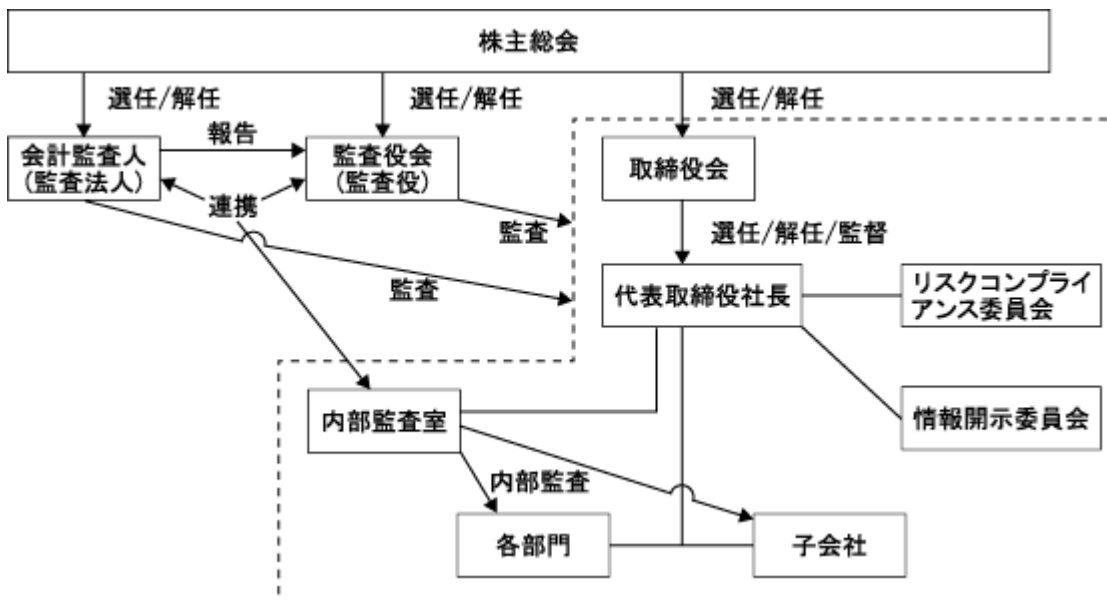 株主総会
選任/解任
選任/解任
選任/解任
会計監査人
(監査法人)
報告
監査役会
(監査役)
取締役会
連携
監査
選任/解任/監督
監査
代表取締役社長
リスクコンプライ
アンス委員会
内部監査室
情報開示委員会
内部監査
各部門
子会社